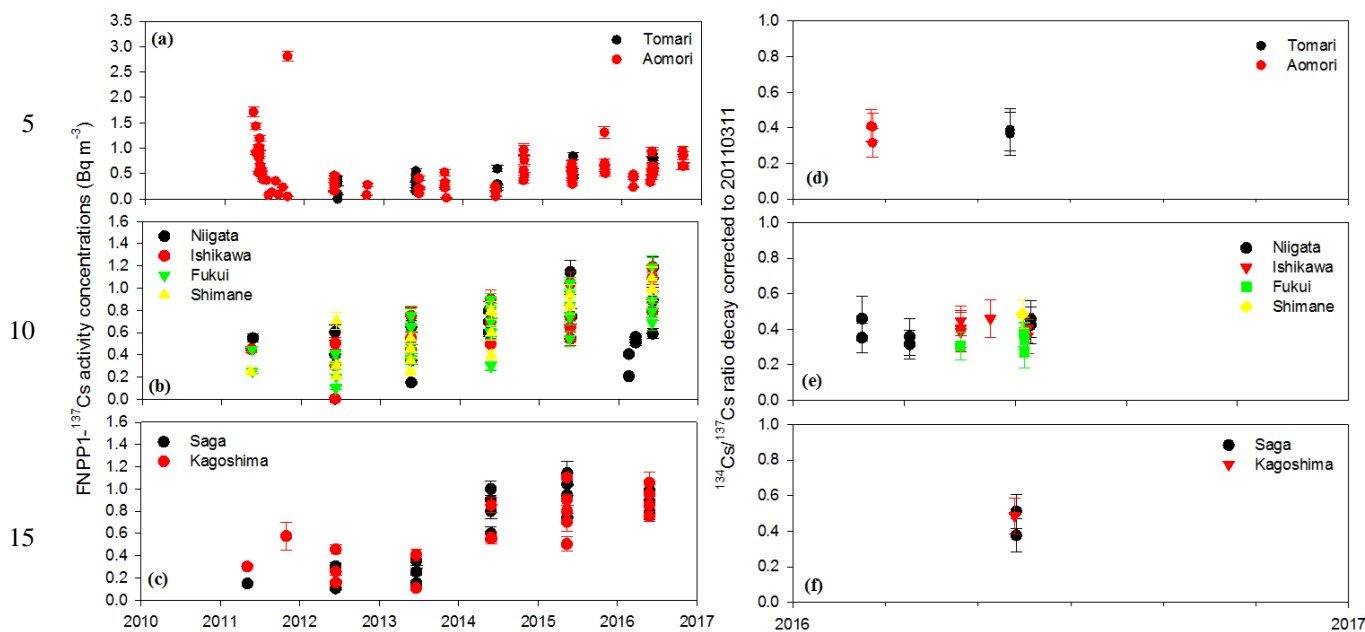 5
10
15
FNPP1-¹³⁷Cs activity concentrations (Bq m⁻³)
3.5
3.0
2.5
2.0
1.5
1.0
0.5
0.0
(a)
Tomari
Aomori
1.6
1.4
1.2
1.0
0.8
0.6
0.4
0.2
0.0
Niigata
Ishikawa
Fukui
Shimane
(b)
1.6
1.4
1.2
1.0
0.8
0.6
0.4
0.2
0.0
Saga
Kagoshima
(c)
2010 2011 2012 2013 2014 2015 2016 2017
¹³⁴Cs/¹³⁷Cs ratio decay corrected to 20110311
1.0
0.8
0.6
0.4
0.2
0.0
Tomari
Aomori
(d)
1.0
0.8
0.6
0.4
0.2
0.0
Niigata
Ishikawa
Fukui
Shimane
(e)
1.0
0.8
0.6
0.4
0.2
0.0
Saga
Kagoshima
(f)
2016 2017